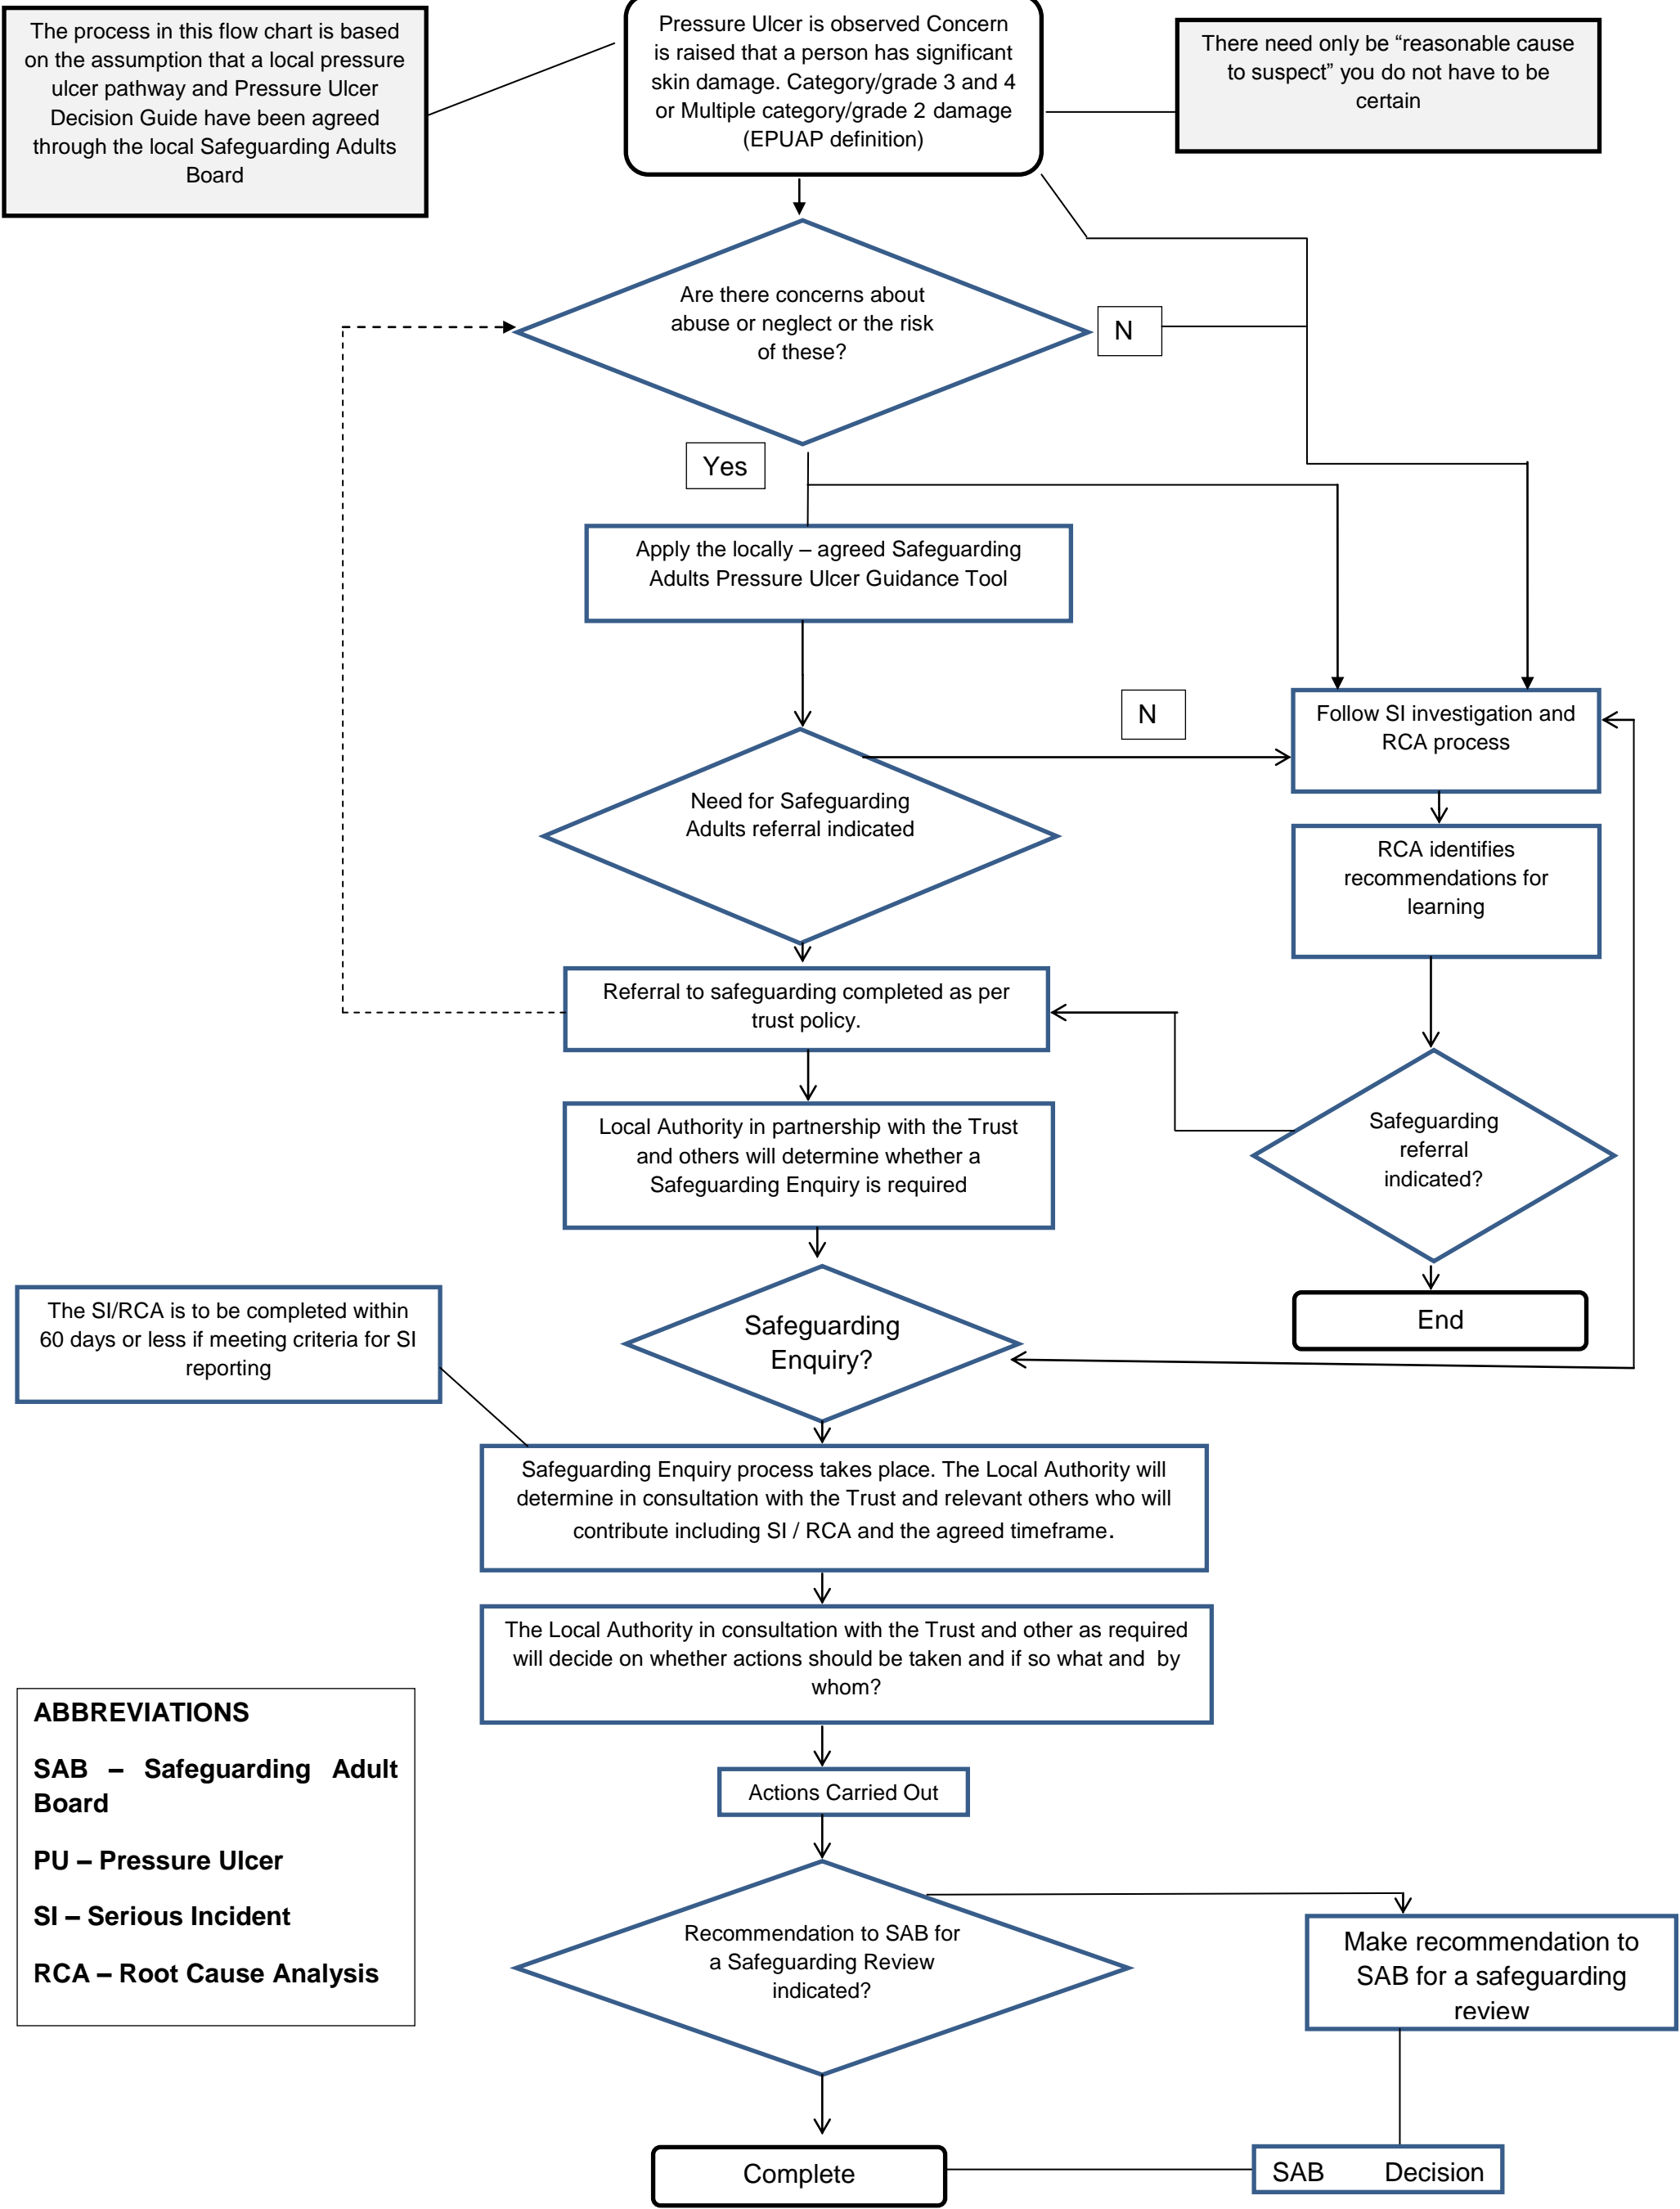 The process in this flow chart is based
on the assumption that a local pressure
ulcer pathway and Pressure Ulcer
Decision Guide have been agreed
through the local Safeguarding Adults
Board
Pressure Ulcer is observed Concern
is raised that a person has significant
skin damage. Category/grade 3 and 4
or Multiple category/grade 2 damage
(EPUAP definition)
There need only be “reasonable cause
to suspect” you do not have to be
certain
Are there concerns about
abuse or neglect or the risk
of these?
N
Yes
Apply the locally – agreed Safeguarding
Adults Pressure Ulcer Guidance Tool
N
Follow SI investigation and
RCA process
Need for Safeguarding
Adults referral indicated
RCA identifies
recommendations for
learning
Referral to safeguarding completed as per
trust policy.
Local Authority in partnership with the Trust
and others will determine whether a
Safeguarding Enquiry is required
Safeguarding
referral
indicated?
The SI/RCA is to be completed within
60 days or less if meeting criteria for SI
reporting
Safeguarding
Enquiry?
End
Safeguarding Enquiry process takes place. The Local Authority will
determine in consultation with the Trust and relevant others who will
contribute including SI / RCA and the agreed timeframe.
The Local Authority in consultation with the Trust and other as required
will decide on whether actions should be taken and if so what and by
whom?
ABBREVIATIONS
SAB – Safeguarding Adult
Board
PU – Pressure Ulcer
SI – Serious Incident
RCA – Root Cause Analysis
Actions Carried Out
Recommendation to SAB for
a Safeguarding Review
indicated?
Make recommendation to
SAB for a safeguarding
review
Complete
SAB Decision